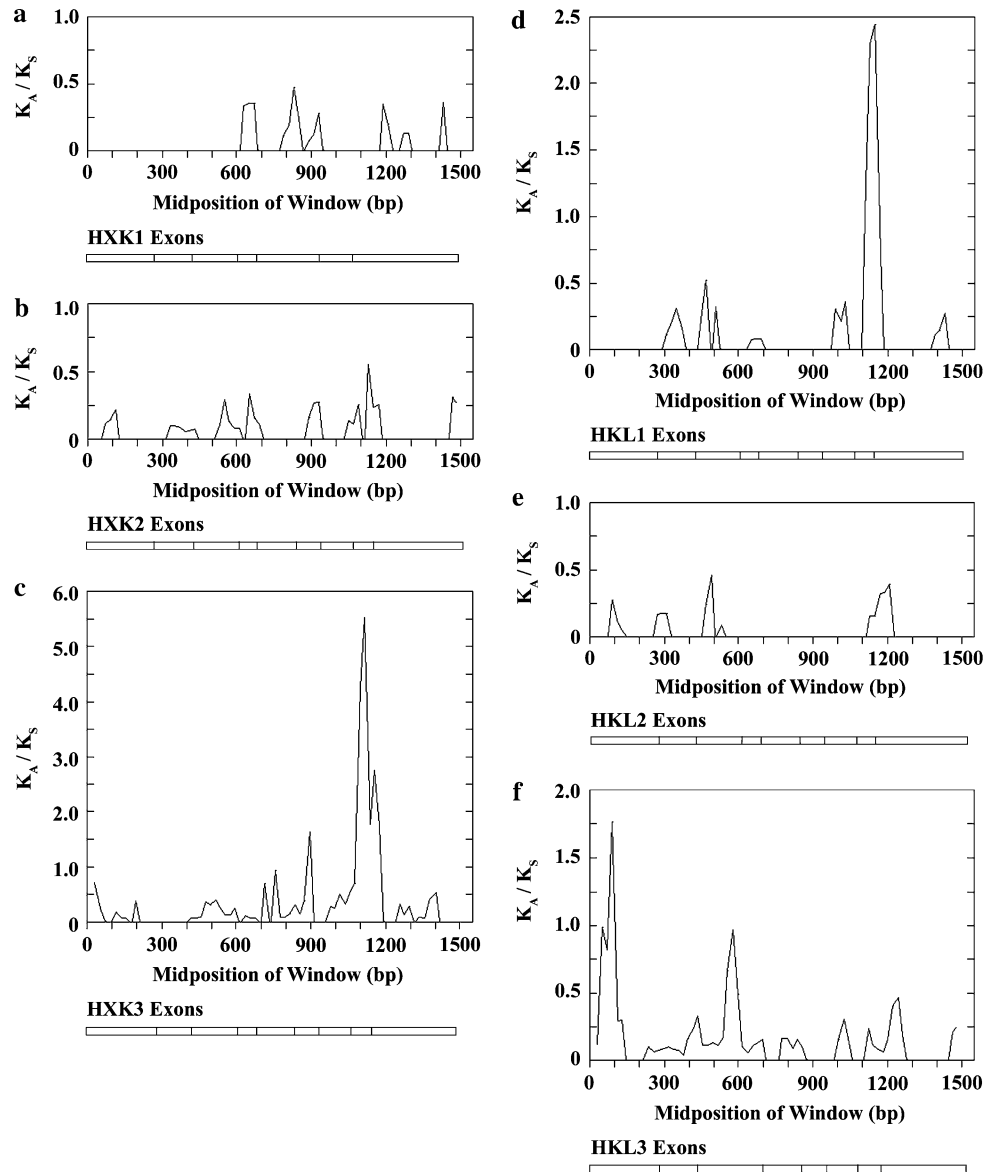 a
1.0
0.5
0
K_A / K_S
0 300 600 900 1200 1500
Midposition of Window (bp)
HXK1 Exons
b
1.0
0.5
0
K_A / K_S
0 300 600 900 1200 1500
Midposition of Window (bp)
HXK2 Exons
c
6.0
5.0
4.0
3.0
2.0
1.0
0
K_A / K_S
0 300 600 900 1200 1500
Midposition of Window (bp)
HXK3 Exons
d
2.5
2.0
1.5
1.0
0.5
0
K_A / K_S
0 300 600 900 1200 1500
Midposition of Window (bp)
HKL1 Exons
e
1.0
0.5
0
K_A / K_S
0 300 600 900 1200 1500
Midposition of Window (bp)
HKL2 Exons
f
2.0
1.5
1.0
0.5
0
K_A / K_S
0 300 600 900 1200 1500
Midposition of Window (bp)
HKL3 Exons